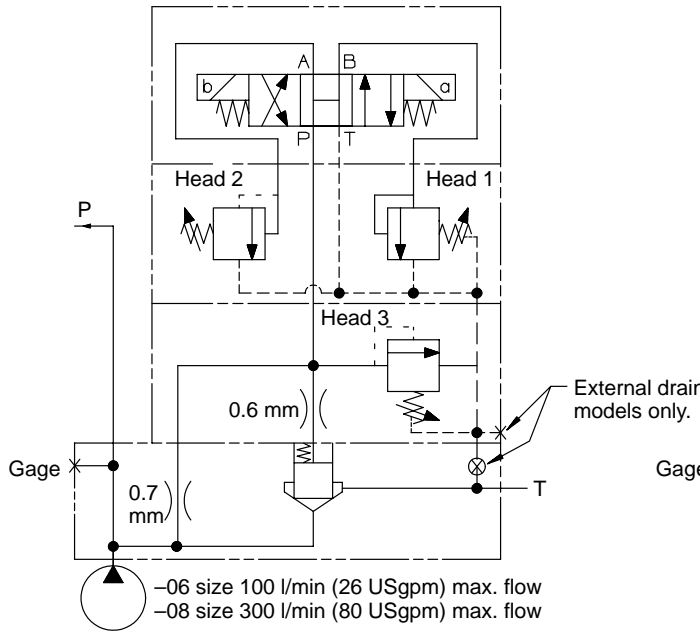 A B
b a
P T
Head 2 Head 1
P
Head 3
0.6 mm
External drain
models only.
Gage
Gage
0.7
mm
T
–06 size 100 l/min (26 USgpm) max. flow
–08 size 300 l/min (80 USgpm) max. flow